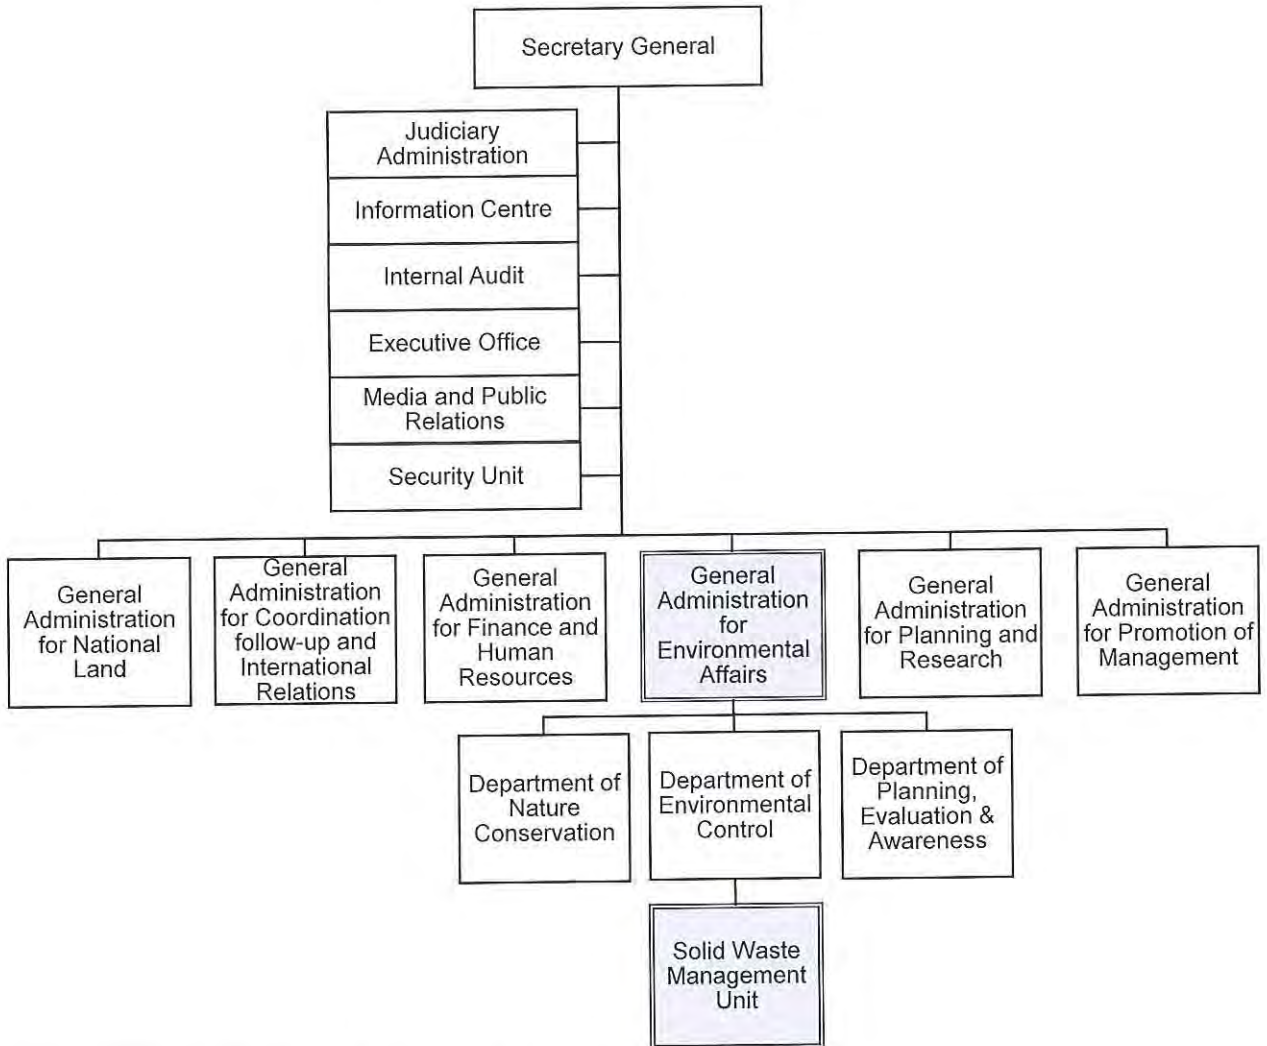 Secretary General
Judiciary
Administration
Information Centre
Internal Audit
Executive Office
Media and Public
Relations
Security Unit
General
Administration
for National
Land
General
Administration
for Coordination
follow-up and
International
Relations
General
Administration
for Finance and
Human
Resources
General
Administration
for
Environmental
Affairs
General
Administration
for Planning and
Research
General
Administration
for Promotion of
Management
Department of
Nature
Conservation
Department of
Environmental
Control
Department of
Planning,
Evaluation &
Awareness
Solid Waste
Management
Unit